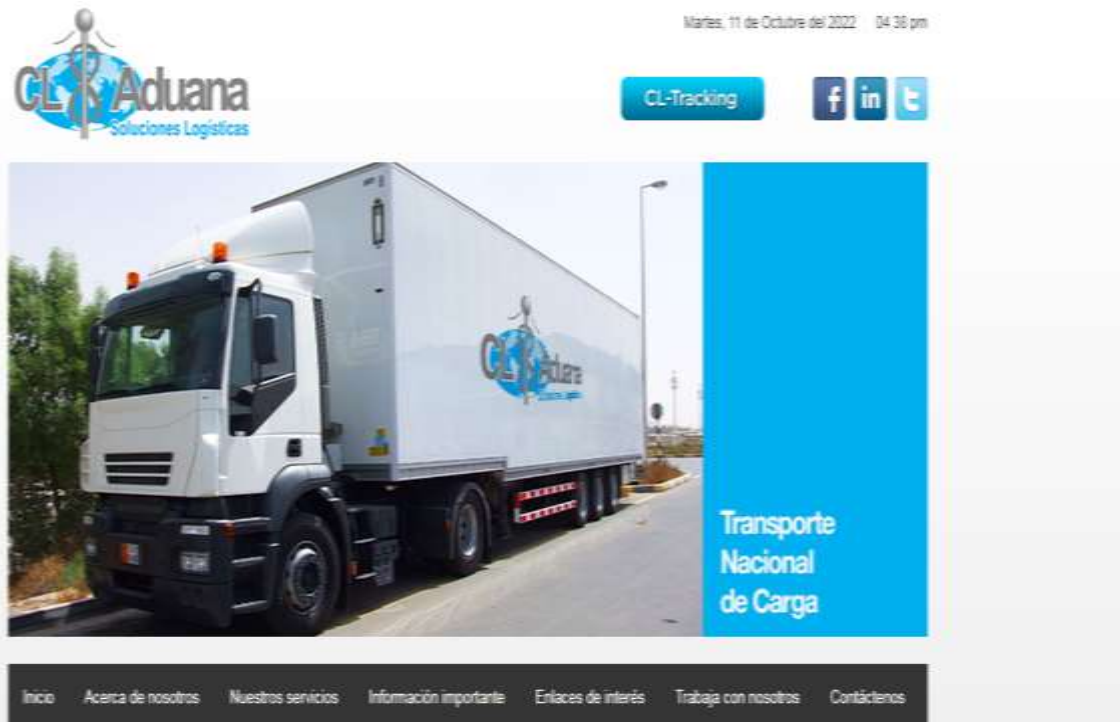 Martes, 11 de Octubre del 2022 04:36 pm
CL Aduana
Soluciones Logísticas
CL-Tracking
f in t
CL Aduana
Transporte
Nacional
de Carga
Inicio Acerca de nosotros Nuestros servicios Información importante Enlaces de interés Trabaja con nosotros Contáctenos